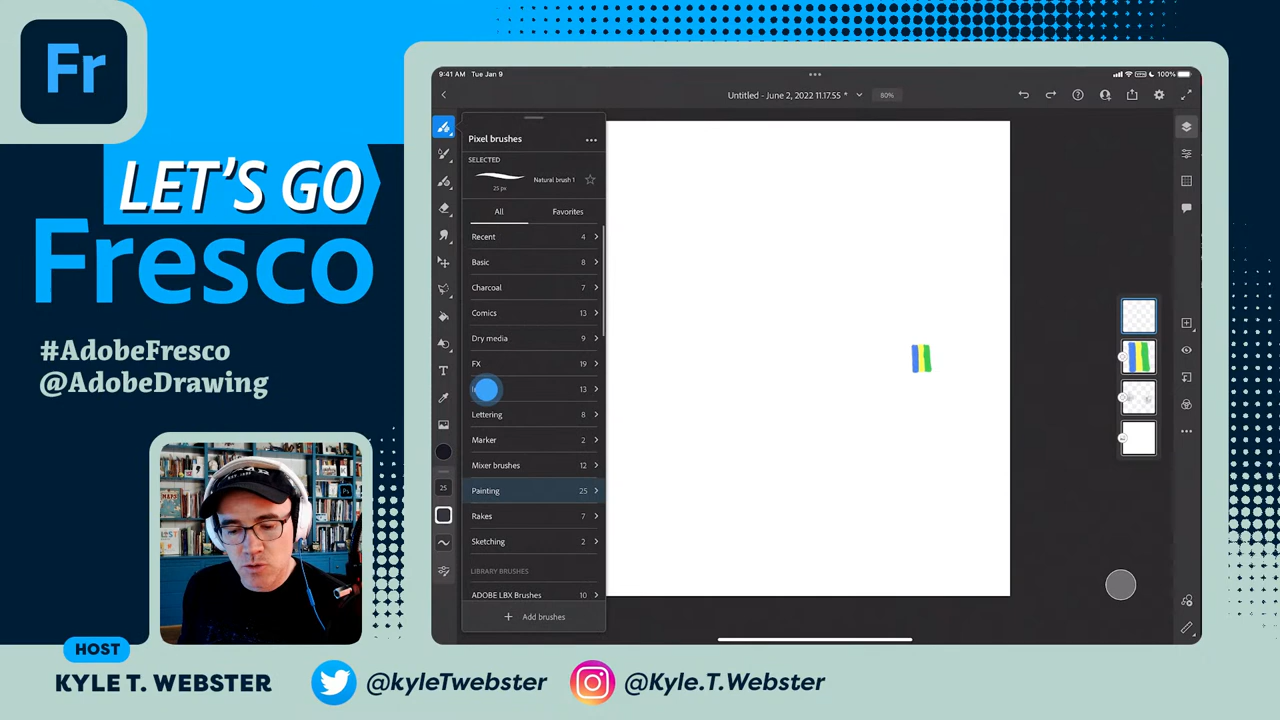 Fr
LET'S GO
Fresco
#AdobeFresco
@AdobeDrawing
HOST
KYLE T. WEBSTER
@kyleTwebster
@Kyle.T.Webster
9:41 AM Tue Jan 9
100%
Untitled - June 2, 2022 11.17.55 *
80%
Pixel brushes
SELECTED
25 px
Natural brush 1
All Favorites
Recent 4
Basic 8
Charcoal 7
Comics 13
Dry media 9
FX 19
13
Lettering 8
Marker 2
Mixer brushes 12
Painting 25
Rakes 7
Sketching 2
LIBRARY BRUSHES
ADOBE LBX Brushes 10
+ Add brushes
T
25